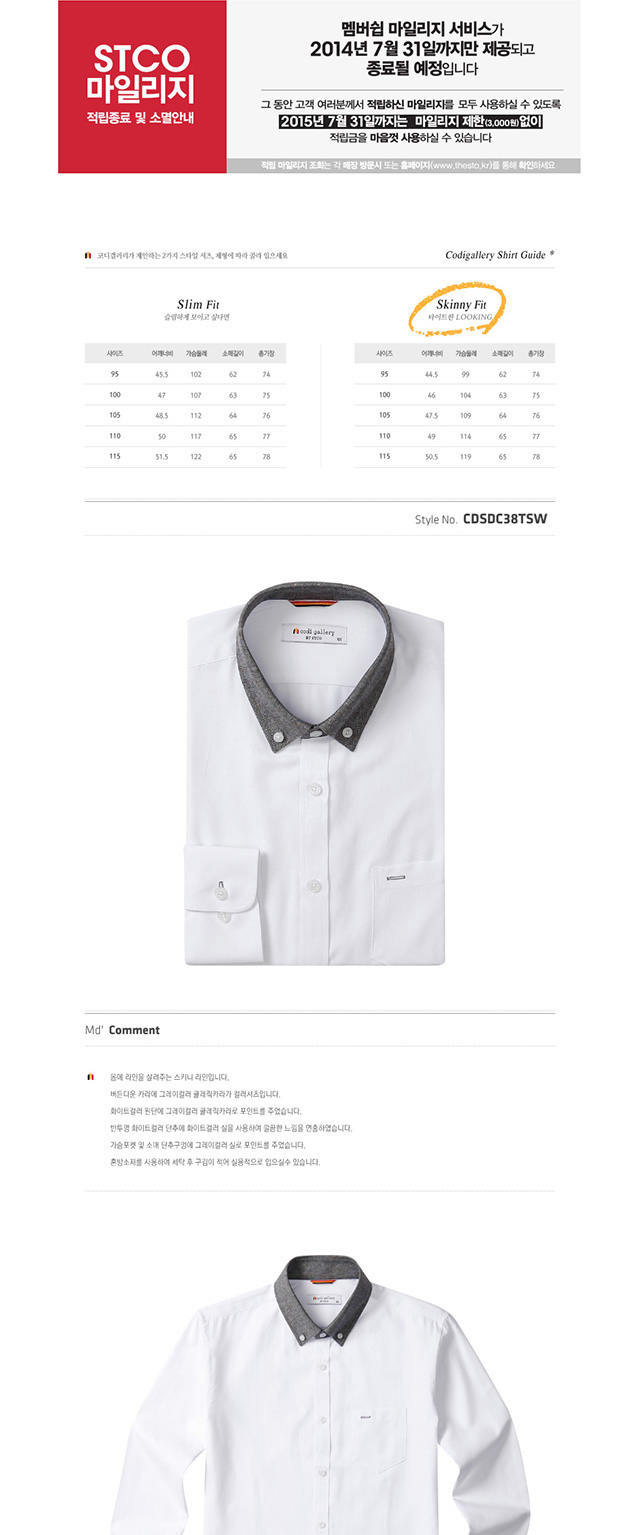 STCO
마일리지
적립종료 및 소멸안내
멤버쉽 마일리지 서비스가
2014년 7월 31일까지만 제공되고
종료될 예정입니다
그 동안 고객 여러분께서 적립하신 마일리지를 모두 사용하실 수 있도록
2015년 7월 31일까지는 마일리지 제한(3,000원)없이
적립금을 마음껏 사용하실 수 있습니다
적립 마일리지 조회는 각 매장 방문시 또는 홈페이지(www.thesto.kr)를 통해 확인하세요
코디갤러리가 제안하는 2가지 스타일 셔츠, 체형에 따라 골라 입으세요
Codigallery Shirt Guide *
Slim Fit
슬림하게 보이고 싶다면
사이즈 어깨너비 가슴둘레 소매길이 총기장
95 45.5 102 62 74
100 47 107 63 75
105 48.5 112 64 76
110 50 117 65 77
115 51.5 122 65 78
Skinny Fit
타이트한 LOOKING
사이즈 어깨너비 가슴둘레 소매길이 총기장
95 44.5 99 62 74
100 46 104 63 75
105 47.5 109 64 76
110 49 114 65 77
115 50.5 119 65 78
Style No. CDSDC38TSW
codi gallery
BY STCO
Md' Comment
몸에 라인을 살려주는 스키니 라인입니다.
버튼다운 카라에 그레이컬러 클레릭카라가 컬러셔츠입니다.
화이트컬러 원단에 그레이컬러 클레릭카라로 포인트를 주었습니다.
반투명 화이트컬러 단추에 화이트컬러 실을 사용하여 깔끔한 느낌을 연출하였습니다.
가슴포켓 및 소매 단추구멍에 그레이컬러 실로 포인트를 주었습니다.
혼방소재를 사용하여 세탁 후 구김이 적어 실용적으로 입으실수 있습니다.
codi gallery